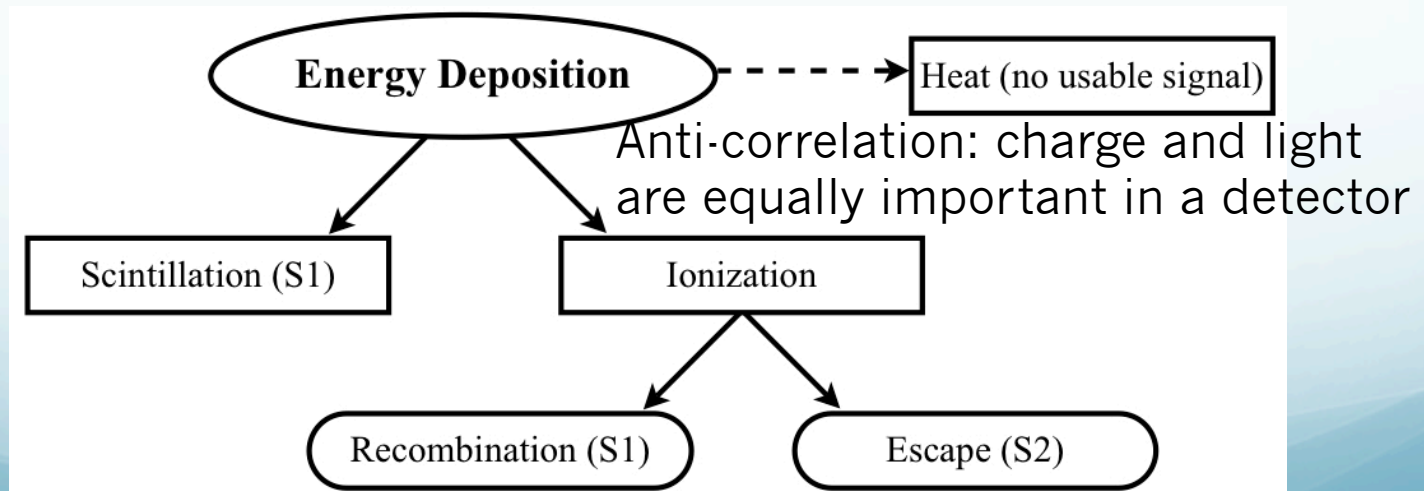 Energy Deposition
Heat (no usable signal)
Anti-correlation: charge and light
are equally important in a detector
Scintillation (S1)
Ionization
Recombination (S1)
Escape (S2)